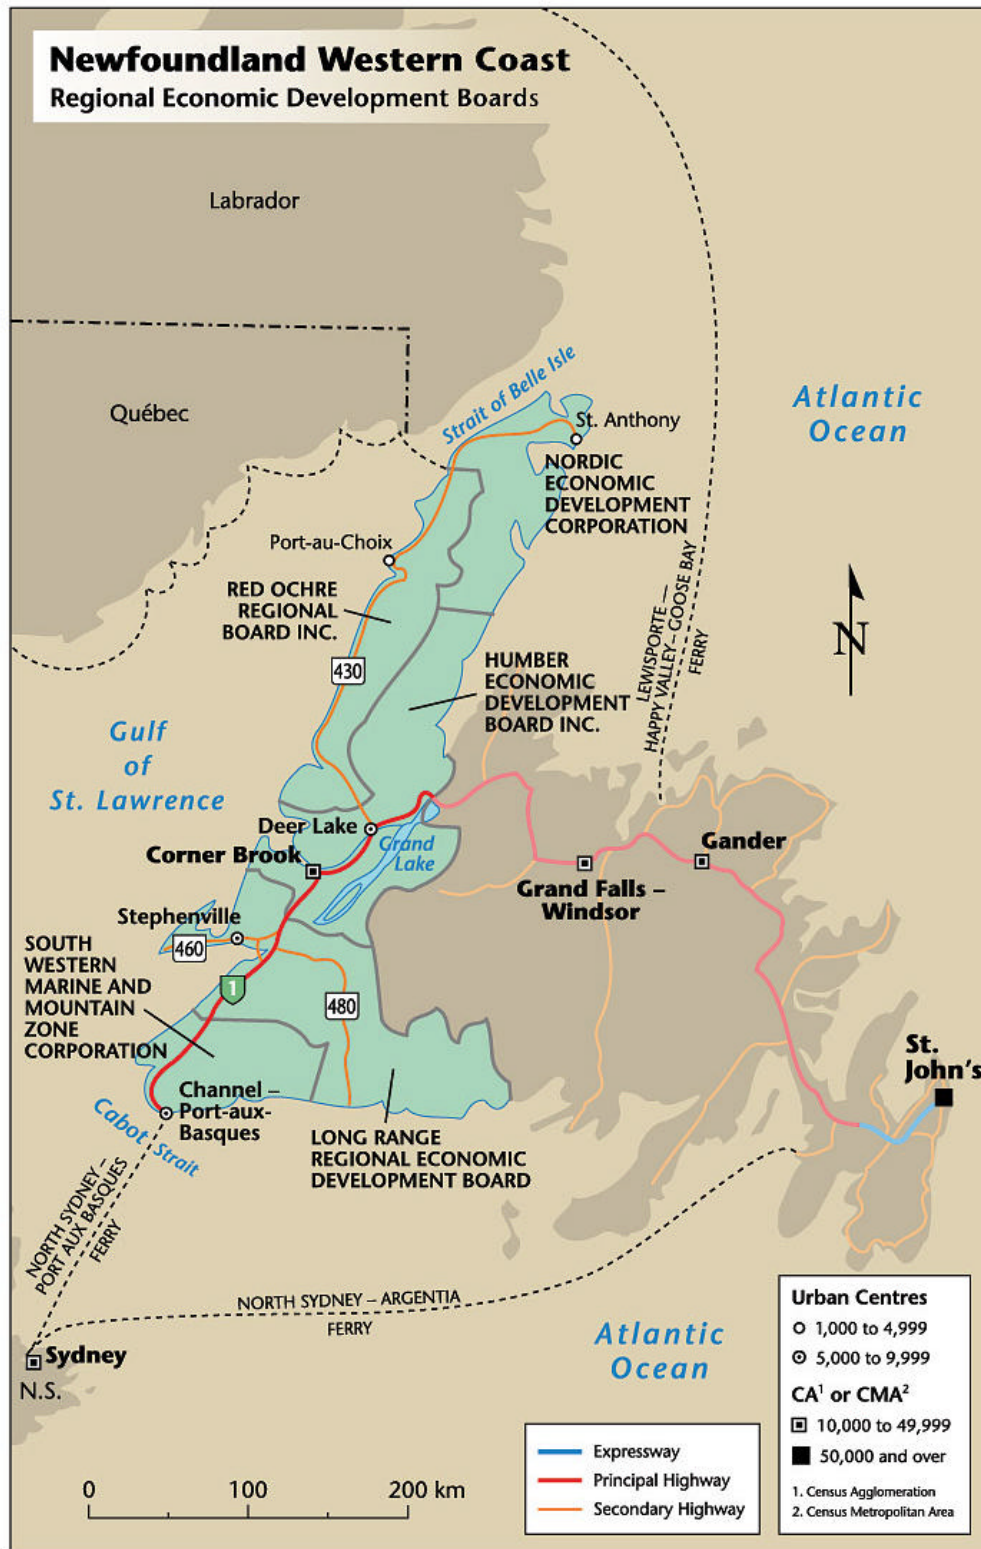 Newfoundland Western Coast
Regional Economic Development Boards
Labrador
Québec
Strait of Belle Isle
Atlantic
Ocean
St. Anthony
NORDIC
ECONOMIC
DEVELOPMENT
CORPORATION
Port-au-Choix
RED OCHRE
REGIONAL
BOARD INC.
430
HUMBER
ECONOMIC
DEVELOPMENT
BOARD INC.
LEWISPORTE —
HAPPY VALLEY–GOOSE BAY
FERRY
N
Gulf
of
St. Lawrence
Deer Lake
Grand
Lake
Corner Brook
Gander
Grand Falls –
Windsor
Stephenville
460
SOUTH
WESTERN
MARINE AND
MOUNTAIN
ZONE
CORPORATION
1
480
St.
John's
Channel –
Port-aux-
Basques
Cabot Strait
LONG RANGE
REGIONAL ECONOMIC
DEVELOPMENT BOARD
NORTH SYDNEY –
PORT AUX BASQUES
FERRY
NORTH SYDNEY – ARGENTIA
FERRY
Sydney
N.S.
Atlantic
Ocean
Urban Centres
1,000 to 4,999
5,000 to 9,999
CA¹ or CMA²
10,000 to 49,999
50,000 and over
1. Census Agglomeration
2. Census Metropolitan Area
Expressway
Principal Highway
Secondary Highway
0 100 200 km